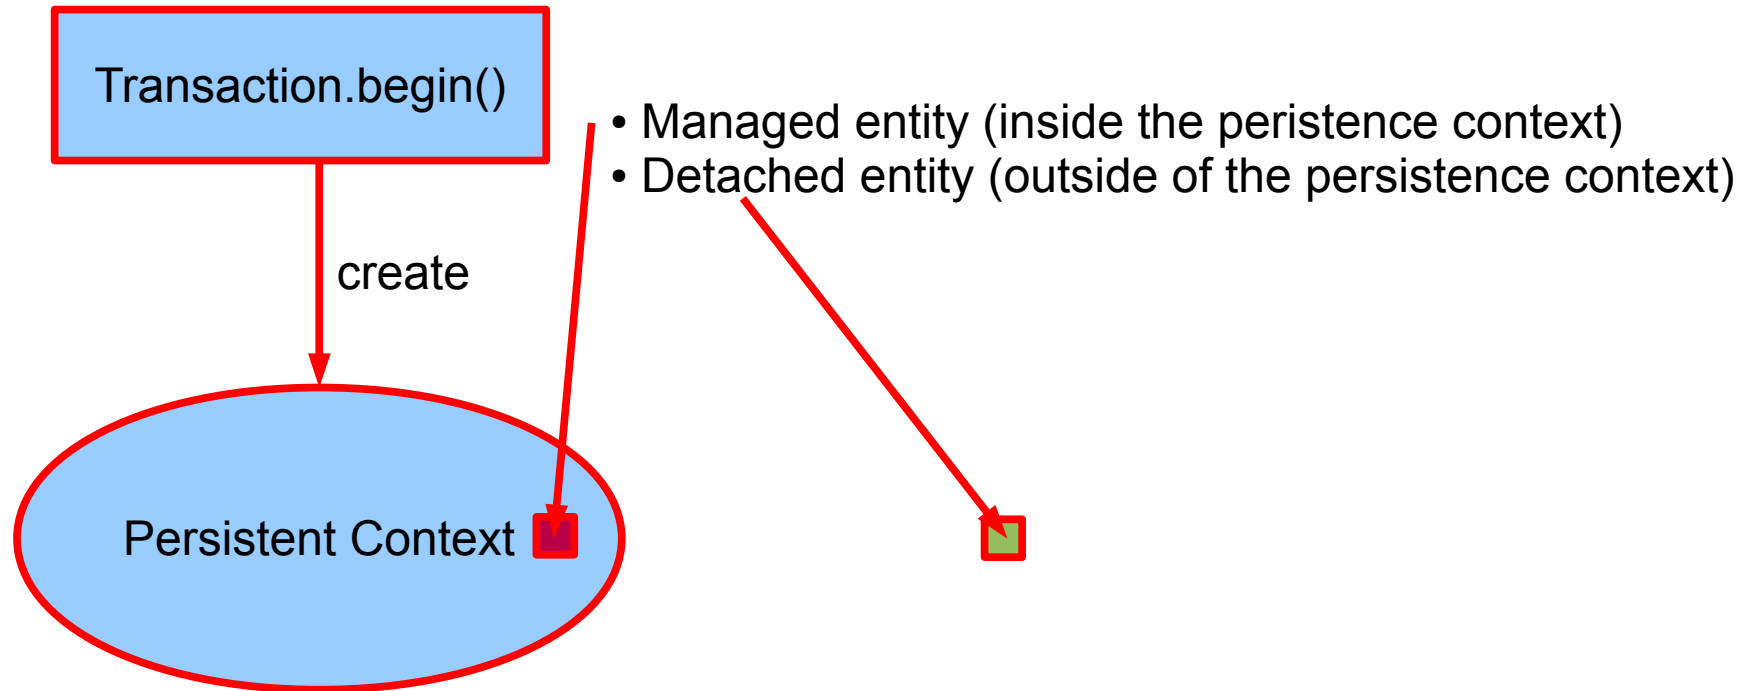 Transaction.begin()
• Managed entity (inside the peristence context)
• Detached entity (outside of the persistence context)
create
Persistent Context